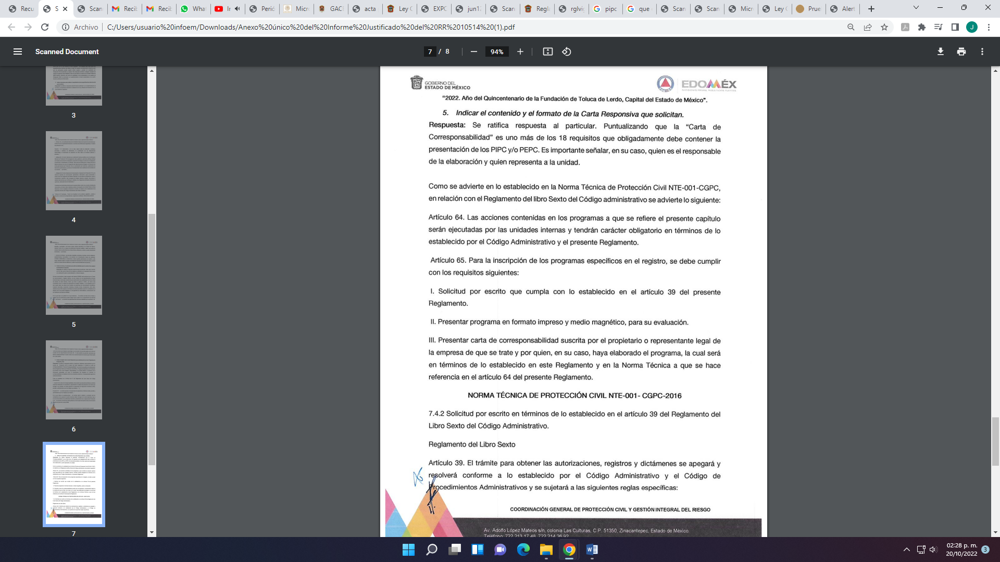 Recu
S
Scan
Recib
Recib
What
In
Perió
Micro
GACE
acta
Ley O
EXPO
jun12
Scan
Regla
rglvig
pipc
que
Scan
Scan
Micro
Ley O
Prue
Alert
Archivo
C:/Users/usuario%20infoem/Downloads/Anexo%20único%20del%20Informe%20Justificado%20del%20RR%2010514%20(1).pdf
J
Scanned Document
7 / 8
94%
3
4
5
6
7
GOBIERNO DEL
ESTADO DE MÉXICO
EDOMÉX
“2022. Año del Quincentenario de la Fundación de Toluca de Lerdo, Capital del Estado de México”.
5. Indicar el contenido y el formato de la Carta Responsiva que solicitan.
Respuesta: Se ratifica respuesta al particular. Puntualizando que la “Carta de
Corresponsabilidad” es uno más de los 18 requisitos que obligadamente debe contener la
presentación de los PIPC y/o PEPC. Es importante señalar, en su caso, quien es el responsable
de la elaboración y quien representa a la unidad.
Como se advierte en lo establecido en la Norma Técnica de Protección Civil NTE-001-CGPC,
en relación con el Reglamento del libro Sexto del Código administrativo se advierte lo siguiente:
Artículo 64. Las acciones contenidas en los programas a que se refiere el presente capítulo
serán ejecutadas por las unidades internas y tendrán carácter obligatorio en términos de lo
establecido por el Código Administrativo y el presente Reglamento.
Artículo 65. Para la inscripción de los programas específicos en el registro, se debe cumplir
con los requisitos siguientes:
I. Solicitud por escrito que cumpla con lo establecido en el artículo 39 del presente
Reglamento.
II. Presentar programa en formato impreso y medio magnético, para su evaluación.
III. Presentar carta de corresponsabilidad suscrita por el propietario o representante legal de
la empresa de que se trate y por quien, en su caso, haya elaborado el programa, la cual será
en términos de lo establecido en este Reglamento y en la Norma Técnica a que se hace
referencia en el artículo 64 del presente Reglamento.
NORMA TÉCNICA DE PROTECCIÓN CIVIL NTE-001- CGPC-2016
7.4.2 Solicitud por escrito en términos de lo establecido en el artículo 39 del Reglamento del
Libro Sexto del Código Administrativo.
Reglamento del Libro Sexto
Artículo 39. El trámite para obtener las autorizaciones, registros y dictámenes se apegará y
resolverá conforme a lo establecido por el Código Administrativo y el Código de
Procedimientos Administrativos y se sujetará a las siguientes reglas específicas:
COORDINACIÓN GENERAL DE PROTECCIÓN CIVIL Y GESTIÓN INTEGRAL DEL RIESGO
Av. Adolfo López Mateos s/n, colonia Las Culturas, C.P. 51350, Zinacantepec, Estado de México.
Teléfono: 722 213 17 48, 722 214 26 92
02:28 p. m.
20/10/2022
3